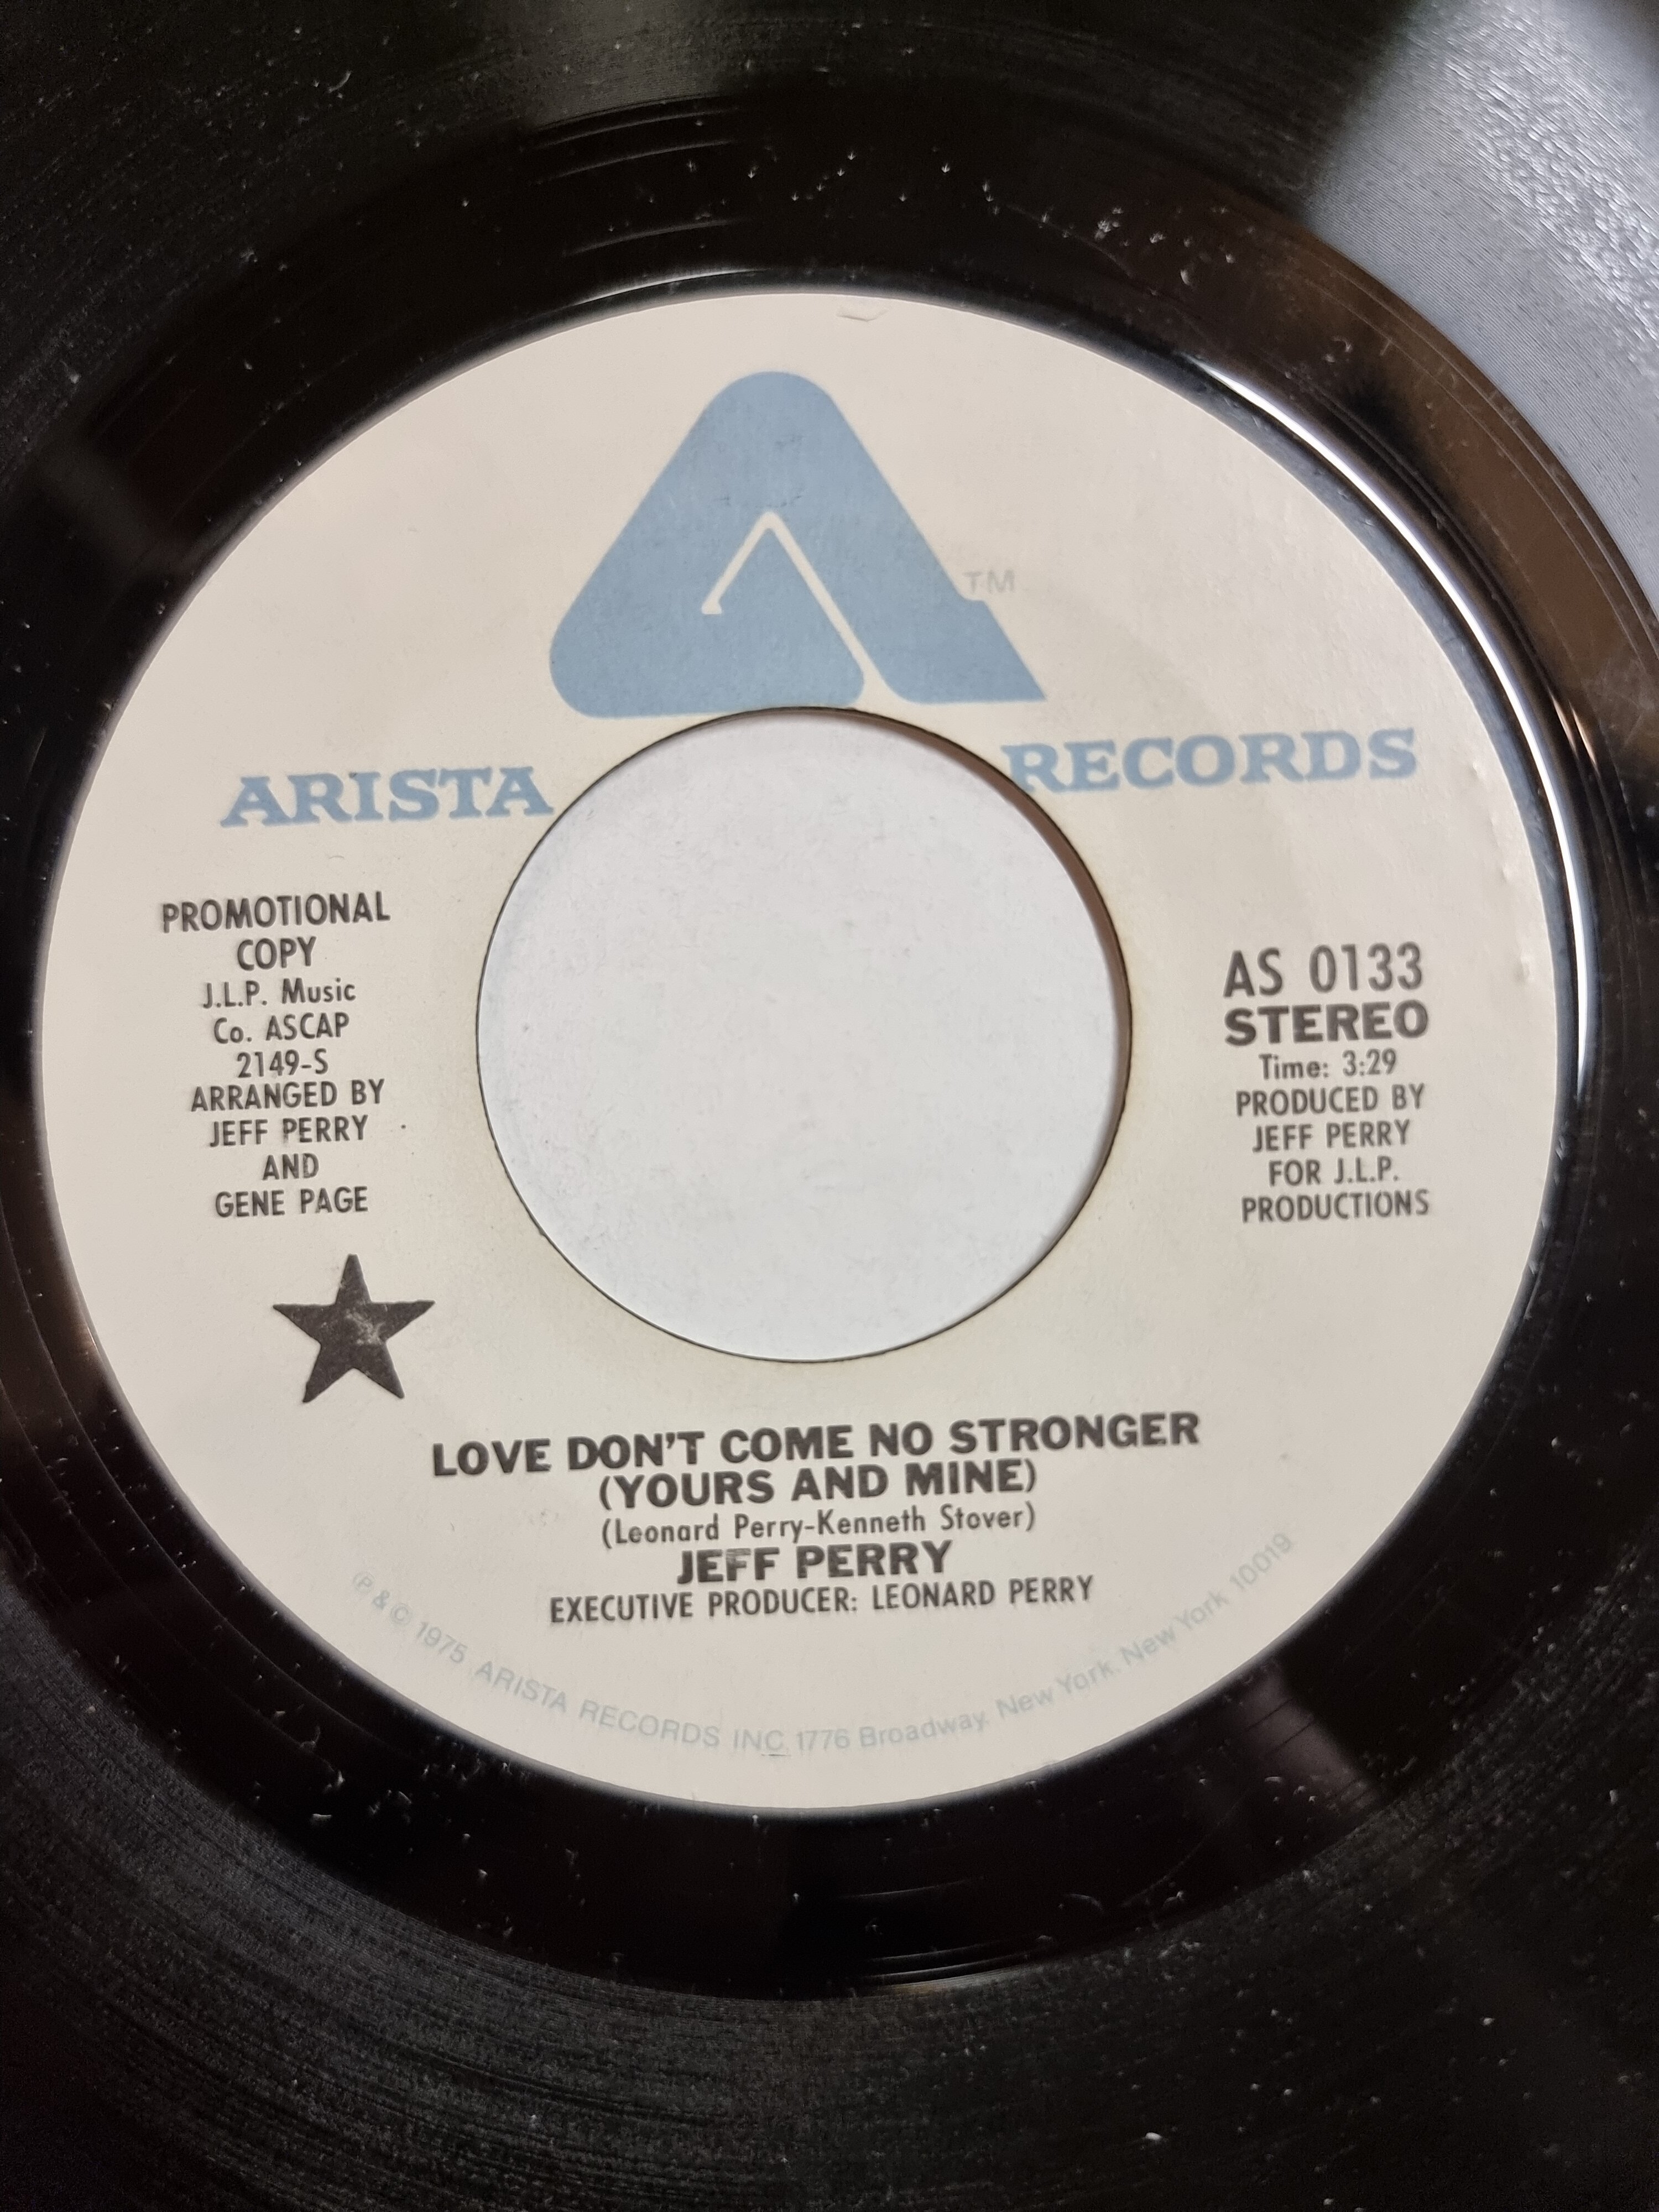 TM
ARISTA RECORDS
PROMOTIONAL
COPY
J.L.P. Music
Co. ASCAP
2149-S
ARRANGED BY
JEFF PERRY
AND
GENE PAGE
AS 0133
STEREO
Time: 3:29
PRODUCED BY
JEFF PERRY
FOR J.L.P.
PRODUCTIONS
LOVE DON'T COME NO STRONGER
(YOURS AND MINE)
(Leonard Perry-Kenneth Stover)
JEFF PERRY
EXECUTIVE PRODUCER: LEONARD PERRY
℗ & © 1975 ARISTA RECORDS INC. 1776 Broadway, New York, New York 10019